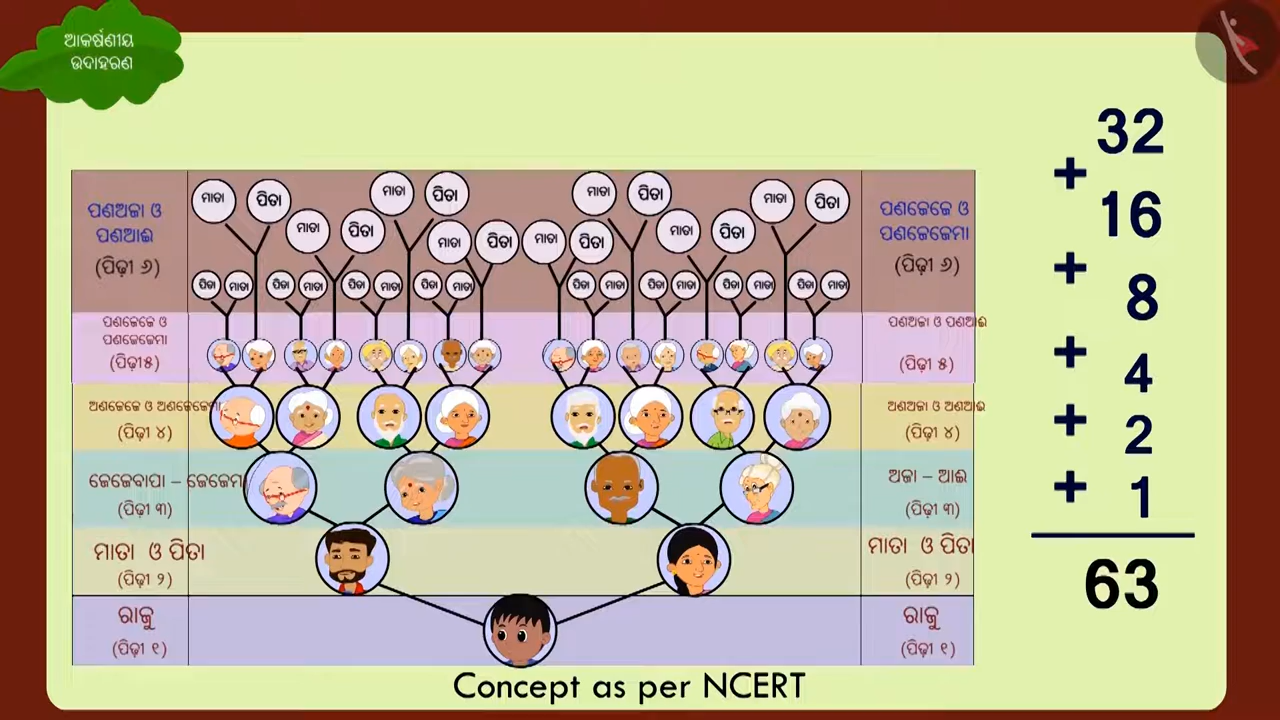 ଆକର୍ଷଣୀୟ
ଉଦାହରଣ
ପଣଅଜା ଓ
ପଣଆଈ
(ପିଢ଼ୀ ୬)
ମାତା ପିତା ମାତା ପିତା ମାତା ପିତା ମାତା ପିତା
ମାତା ପିତା ମାତା ପିତା ମାତା ପିତା ମାତା ପିତା
ପିତା ମାତା ପିତା ମାତା ପିତା ମାତା ପିତା ମାତା ପିତା ମାତା ପିତା ମାତା ପିତା ମାତା ପିତା ମାତା
ପଣଜେଜେ ଓ
ପଣଜେଜେମା
(ପିଢ଼ୀ ୬)
ପଣଜେଜେ ଓ
ପଣଜେଜେମା
(ପିଢ଼ୀ୫)
ପଣଅଜା ଓ ପଣଆଈ
(ପିଢ଼ୀ ୫)
ଅଣଜେଜେ ଓ ଅଣଜେଜେମା
(ପିଢ଼ୀ ୪)
ଅଣଅଜା ଓ ଅଣଆଈ
(ପିଢ଼ୀ ୪)
ଜେଜେବାପା – ଜେଜେମା
(ପିଢ଼ୀ ୩)
ଅଜା – ଆଈ
(ପିଢ଼ୀ ୩)
ମାତା ଓ ପିତା
(ପିଢ଼ୀ ୨)
ମାତା ଓ ପିତା
(ପିଢ଼ୀ ୨)
ରାଜୁ
(ପିଢ଼ୀ ୧)
ରାଜୁ
(ପିଢ଼ୀ ୧)
Concept as per NCERT
32
+ 16
+ 8
+ 4
+ 2
+ 1
63